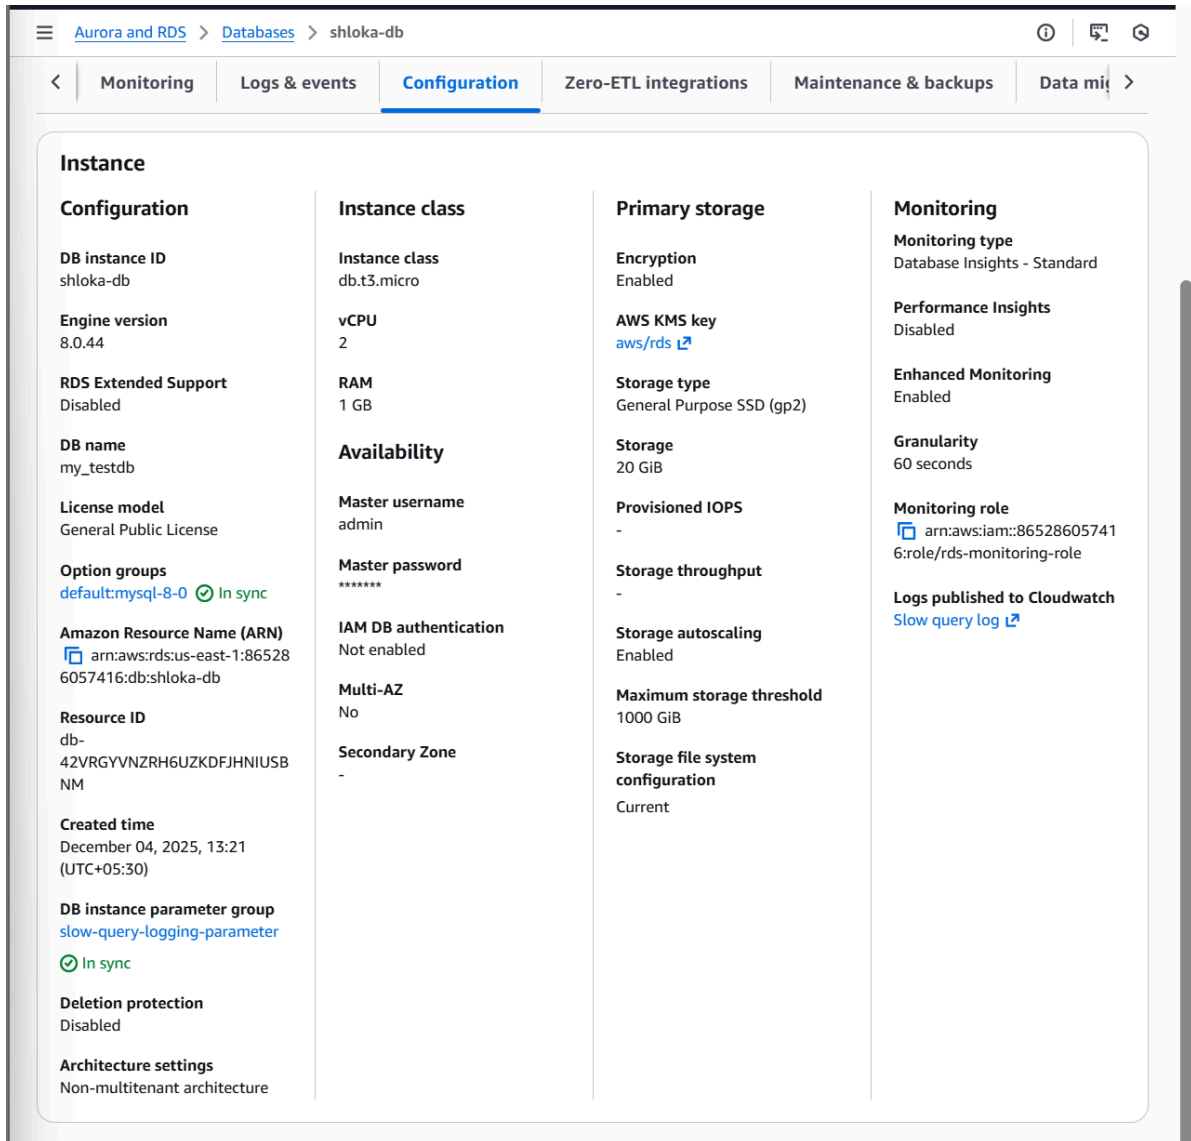 Aurora and RDS > Databases > shloka-db
Monitoring
Logs & events
Configuration
Zero-ETL integrations
Maintenance & backups
Data mig
Instance
Configuration
DB instance ID
shloka-db
Engine version
8.0.44
RDS Extended Support
Disabled
DB name
my_testdb
License model
General Public License
Option groups
default:mysql-8-0 In sync
Amazon Resource Name (ARN)
arn:aws:rds:us-east-1:86528
6057416:db:shloka-db
Resource ID
db-
42VRGYVNZRH6UZKDFJHNIUSB
NM
Created time
December 04, 2025, 13:21
(UTC+05:30)
DB instance parameter group
slow-query-logging-parameter
In sync
Deletion protection
Disabled
Architecture settings
Non-multitenant architecture
Instance class
Instance class
db.t3.micro
vCPU
2
RAM
1 GB
Availability
Master username
admin
Master password
*******
IAM DB authentication
Not enabled
Multi-AZ
No
Secondary Zone
-
Primary storage
Encryption
Enabled
AWS KMS key
aws/rds
Storage type
General Purpose SSD (gp2)
Storage
20 GiB
Provisioned IOPS
-
Storage throughput
-
Storage autoscaling
Enabled
Maximum storage threshold
1000 GiB
Storage file system
configuration
Current
Monitoring
Monitoring type
Database Insights - Standard
Performance Insights
Disabled
Enhanced Monitoring
Enabled
Granularity
60 seconds
Monitoring role
arn:aws:iam::86528605741
6:role/rds-monitoring-role
Logs published to Cloudwatch
Slow query log